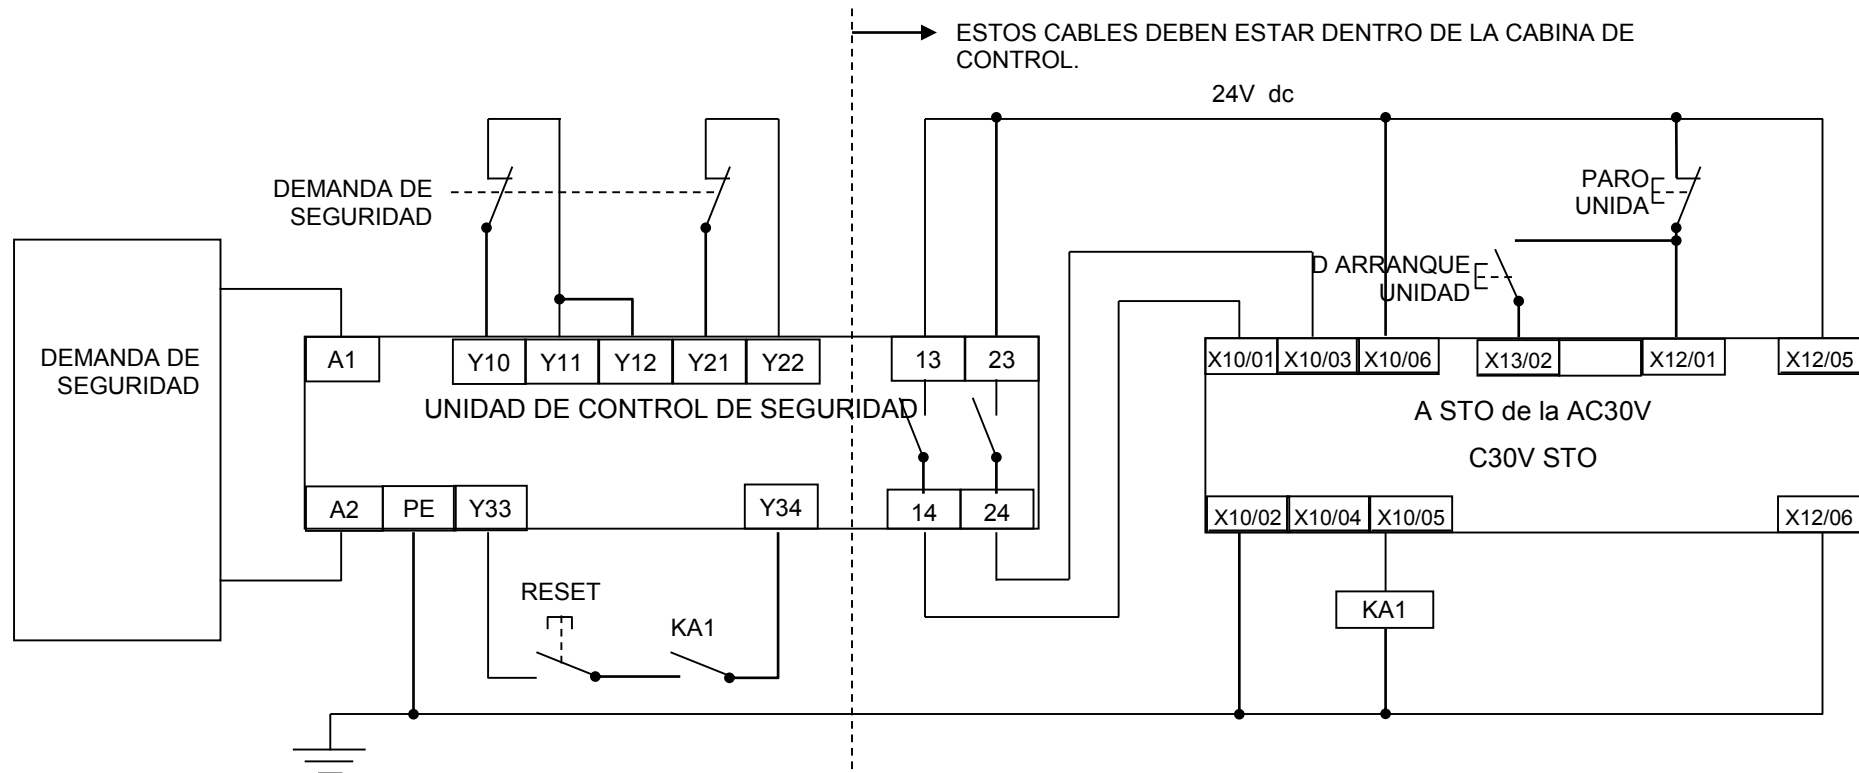 ESTOS CABLES DEBEN ESTAR DENTRO DE LA CABINA DE
CONTROL.
24V dc
DEMANDA DE
SEGURIDAD
PARO
UNIDA
D ARRANQUE
UNIDAD
DEMANDA DE
SEGURIDAD
A1
Y10
Y11
Y12
Y21
Y22
13
23
X10/01
X10/03
X10/06
X13/02
X12/01
X12/05
UNIDAD DE CONTROL DE SEGURIDAD
A STO de la AC30V
C30V STO
A2
PE
Y33
Y34
14
24
X10/02
X10/04
X10/05
X12/06
RESET
KA1
KA1